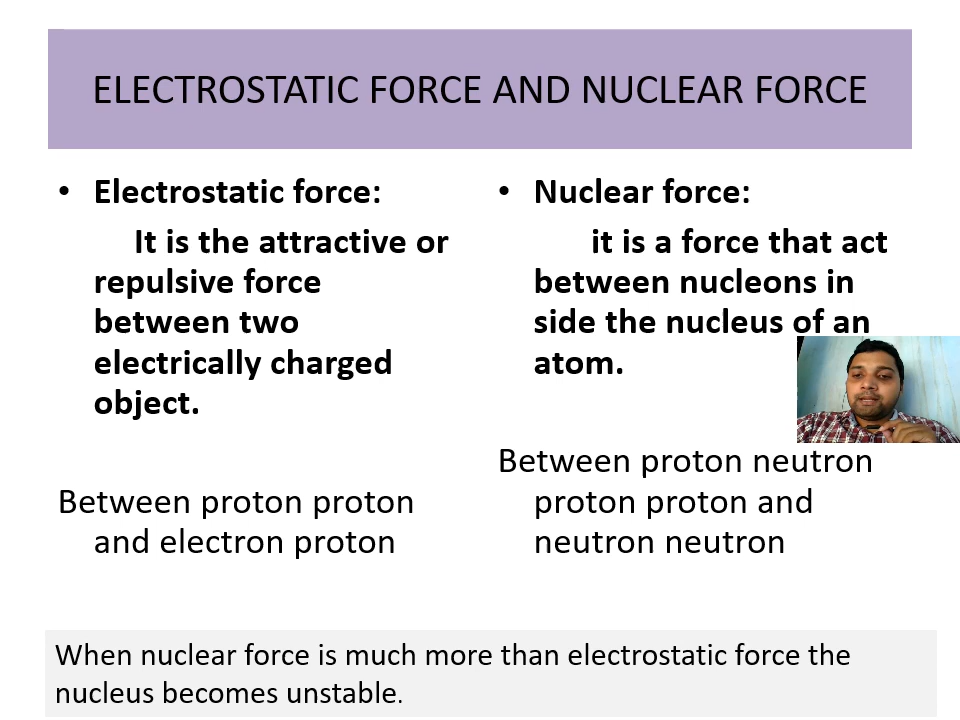 ELECTROSTATIC FORCE AND NUCLEAR FORCE
• Electrostatic force:
It is the attractive or
repulsive force
between two
electrically charged
object.
Between proton proton
and electron proton
• Nuclear force:
it is a force that act
between nucleons in
side the nucleus of an
atom.
Between proton neutron
proton proton and
neutron neutron
When nuclear force is much more than electrostatic force the
nucleus becomes unstable.